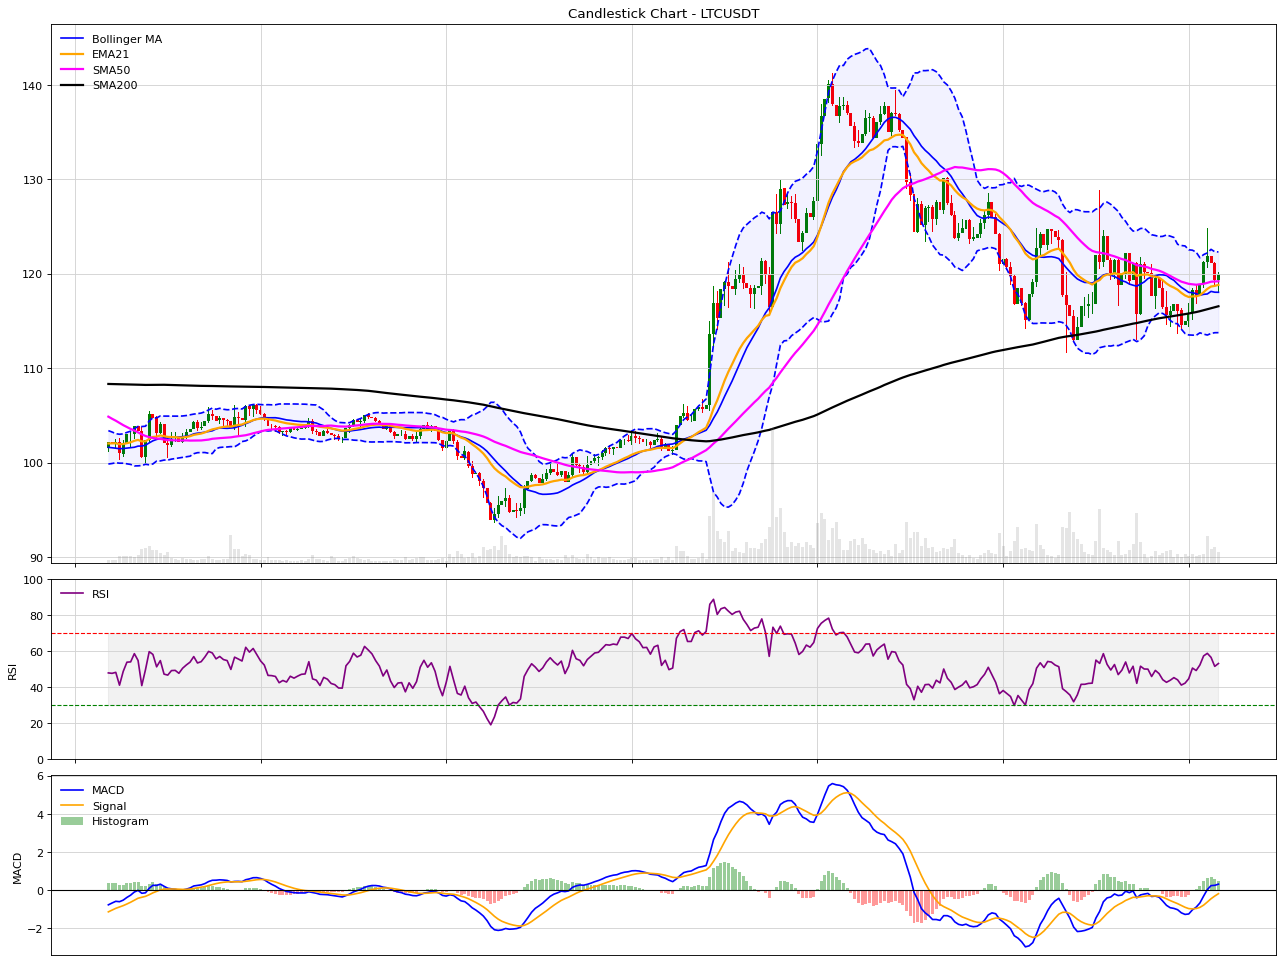 Candlestick Chart - LTCUSDT
Bollinger MA
EMA21
SMA50
SMA200
140
130
120
110
100
90
100
RSI
80
60
40
20
0
RSI
6
MACD
Signal
Histogram
4
2
0
−2
MACD